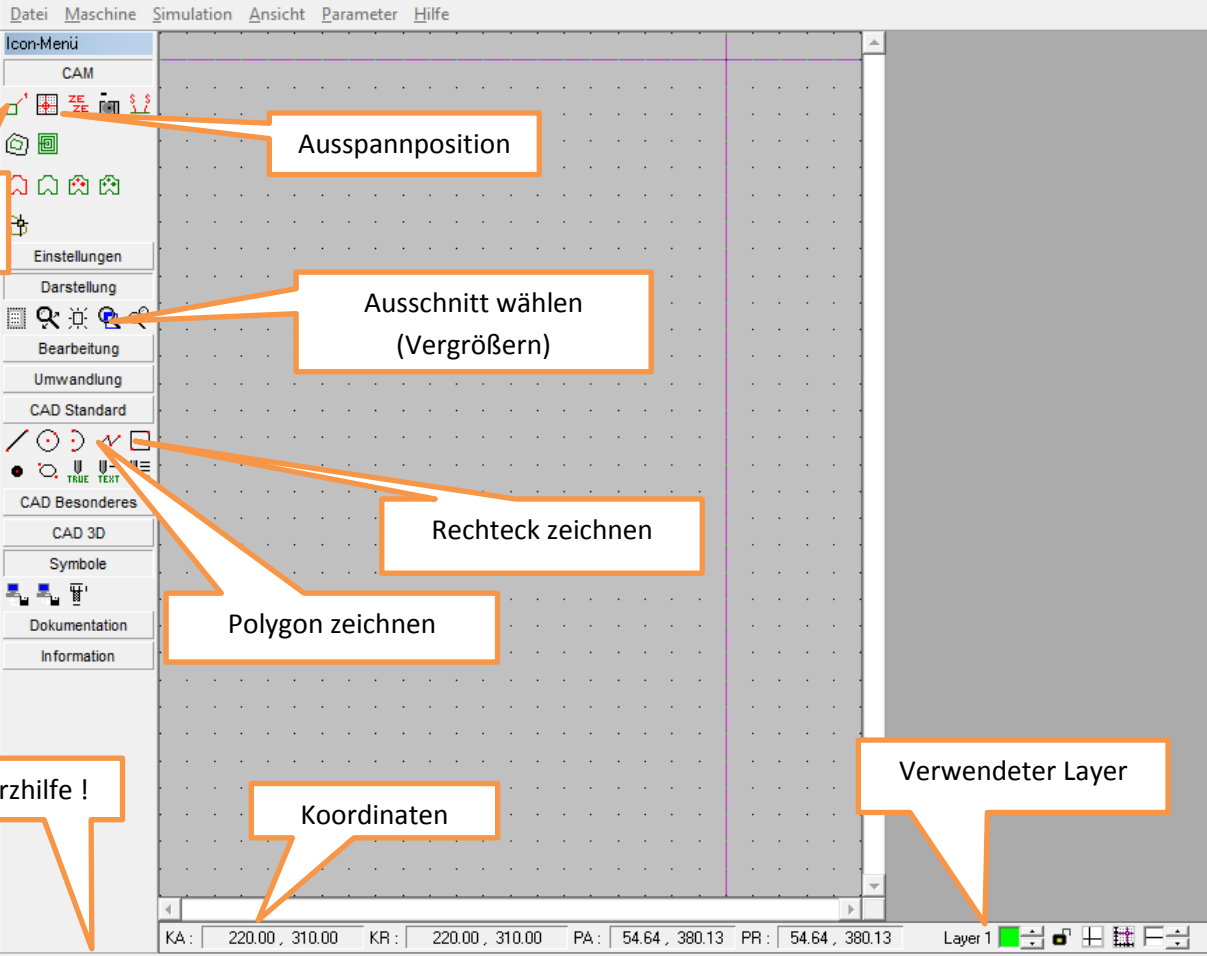 Datei Maschine Simulation Ansicht Parameter Hilfe
Icon-Menü
CAM
ZE
ZE
$ $
Ausspannposition
Einstellungen
Darstellung
Ausschnitt wählen
(Vergrößern)
Bearbeitung
Umwandlung
CAD Standard
TRUE TEXT
CAD Besonderes
Rechteck zeichnen
CAD 3D
Symbole
Polygon zeichnen
Dokumentation
Information
rzhilfe !
Koordinaten
Verwendeter Layer
KA : 220.00 , 310.00 KR : 220.00 , 310.00 PA : 54.64 , 380.13 PR : 54.64 , 380.13 Layer 1